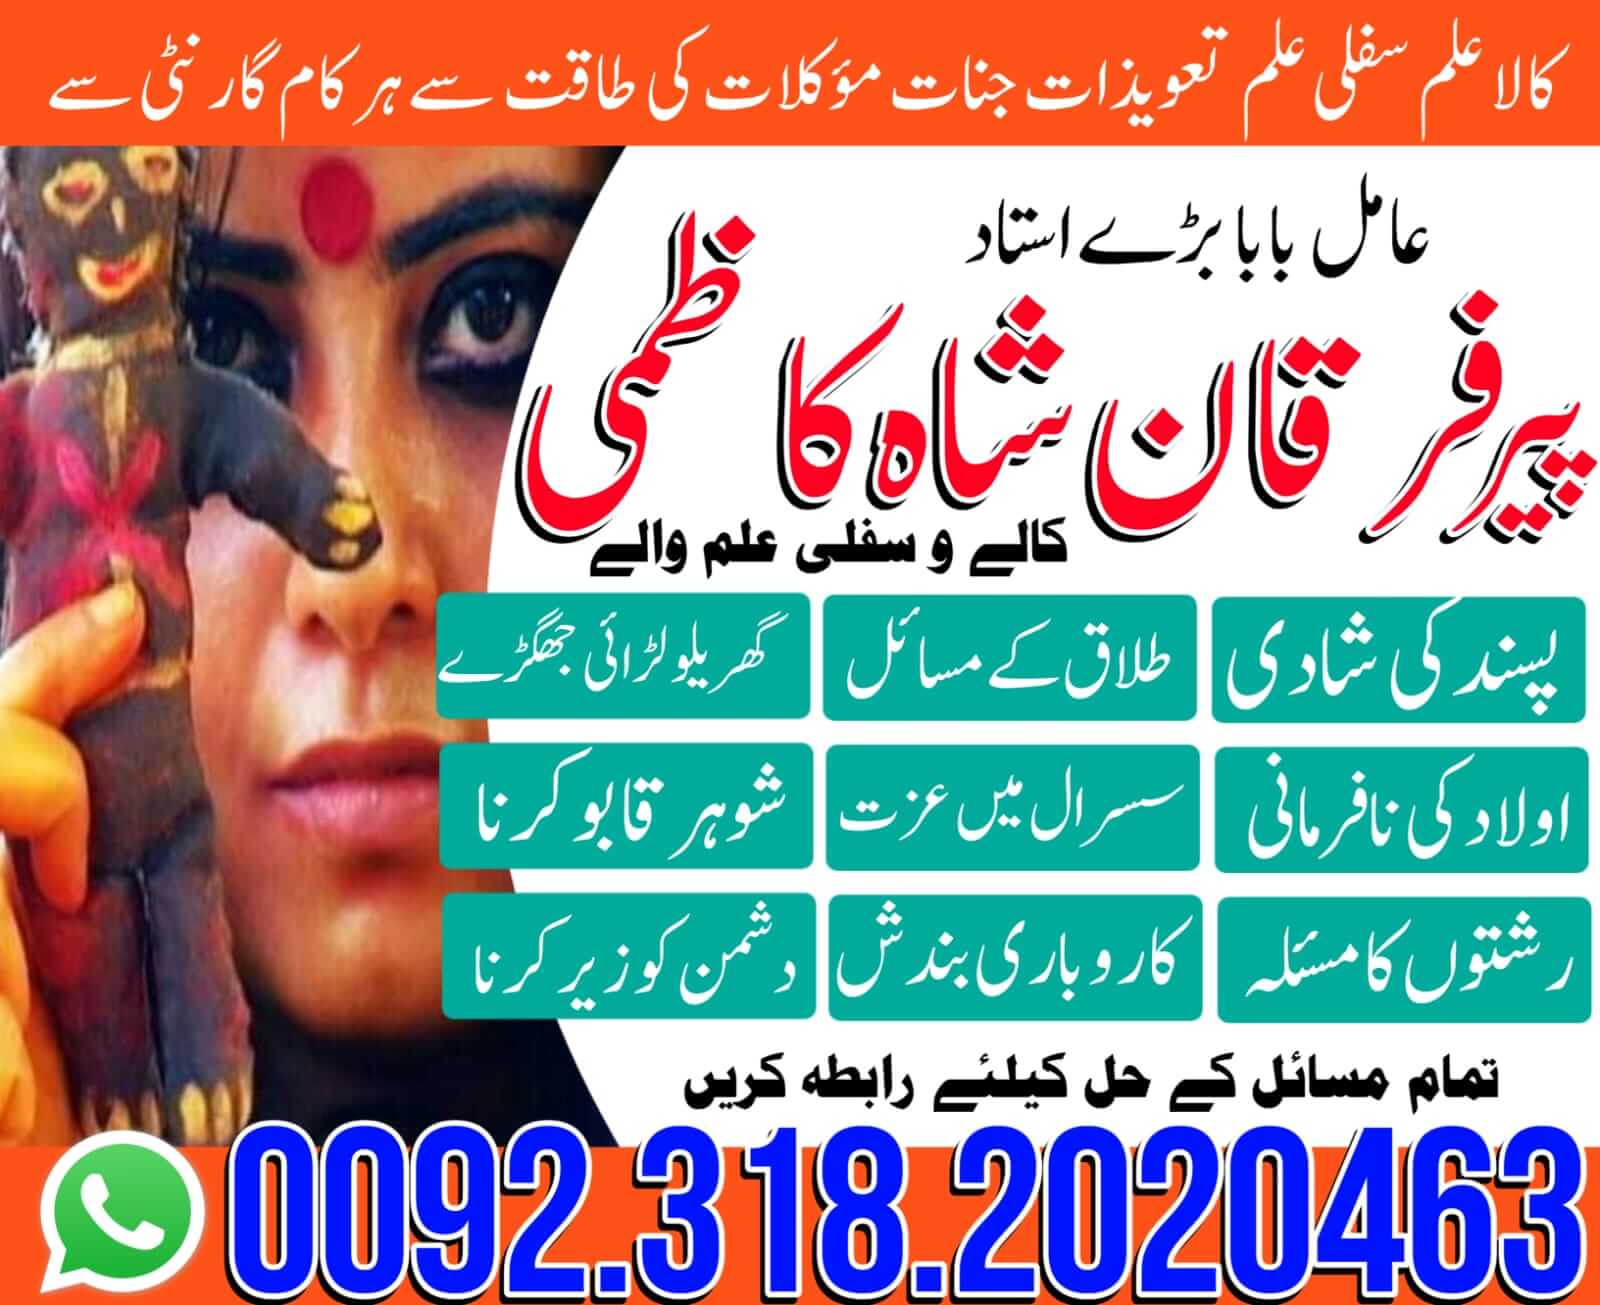 کالا علم سفلی علم تعویذات جنات مؤکلات کی طاقت سے ہر کام گارنٹی سے
عامل بابا بڑے استاد
پیر فرقان شاہ کاظمی
کالے و سفلی علم والے
پسند کی شادی
طلاق کے مسائل
گھریلو لڑائی جھگڑے
اولاد کی نافرمانی
سسرال میں عزت
شوہر قابو کرنا
رشتوں کا مسئلہ
کاروباری بندش
دشمن کو زیر کرنا
تمام مسائل کے حل کیلئے رابطہ کریں
0092.318.2020463